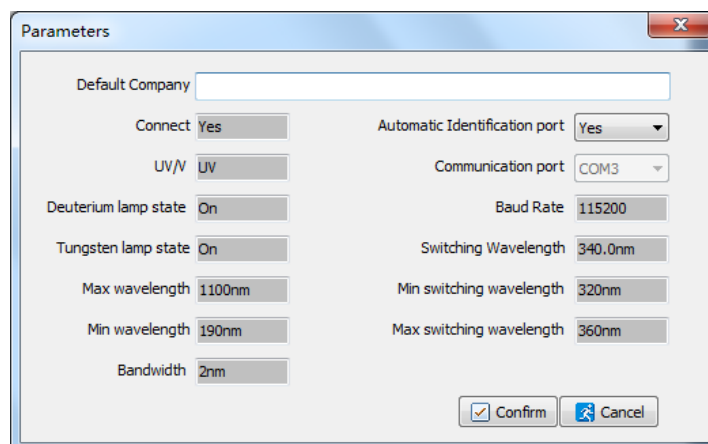 Parameters
Default Company
Connect Yes Automatic Identification port Yes
UV/V UV Communication port COM3
Deuterium lamp state On Baud Rate 115200
Tungsten lamp state On Switching Wavelength 340.0nm
Max wavelength 1100nm Min switching wavelength 320nm
Min wavelength 190nm Max switching wavelength 360nm
Bandwidth 2nm
Confirm Cancel